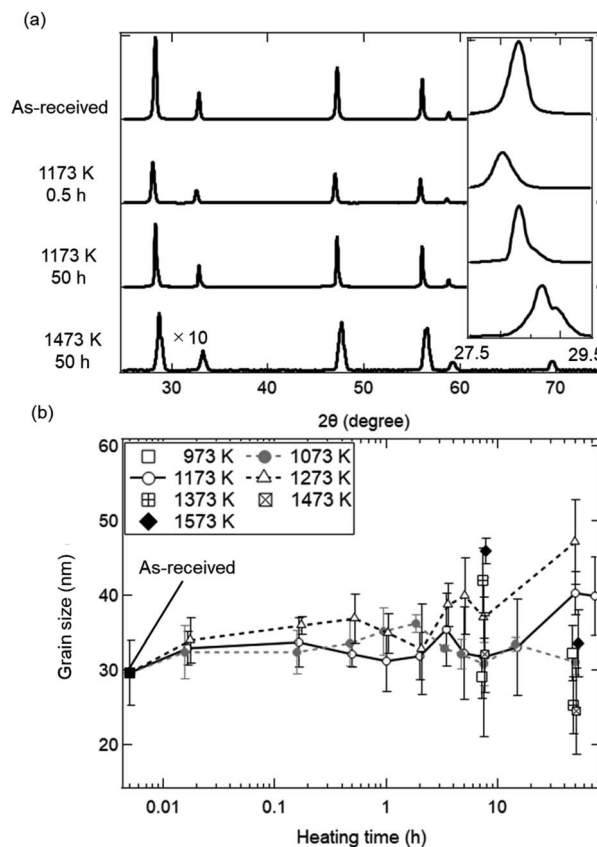 (a)
As-received
1173 K
0.5 h
1173 K
50 h
1473 K
50 h
× 10
27.5 29.5
30 40 50 60 70
2θ (degree)
(b)
60
50
40
30
20
Grain size (nm)
973 K 1073 K
1173 K 1273 K
1373 K 1473 K
1573 K
As-received
0.01 0.1 1 10
Heating time (h)